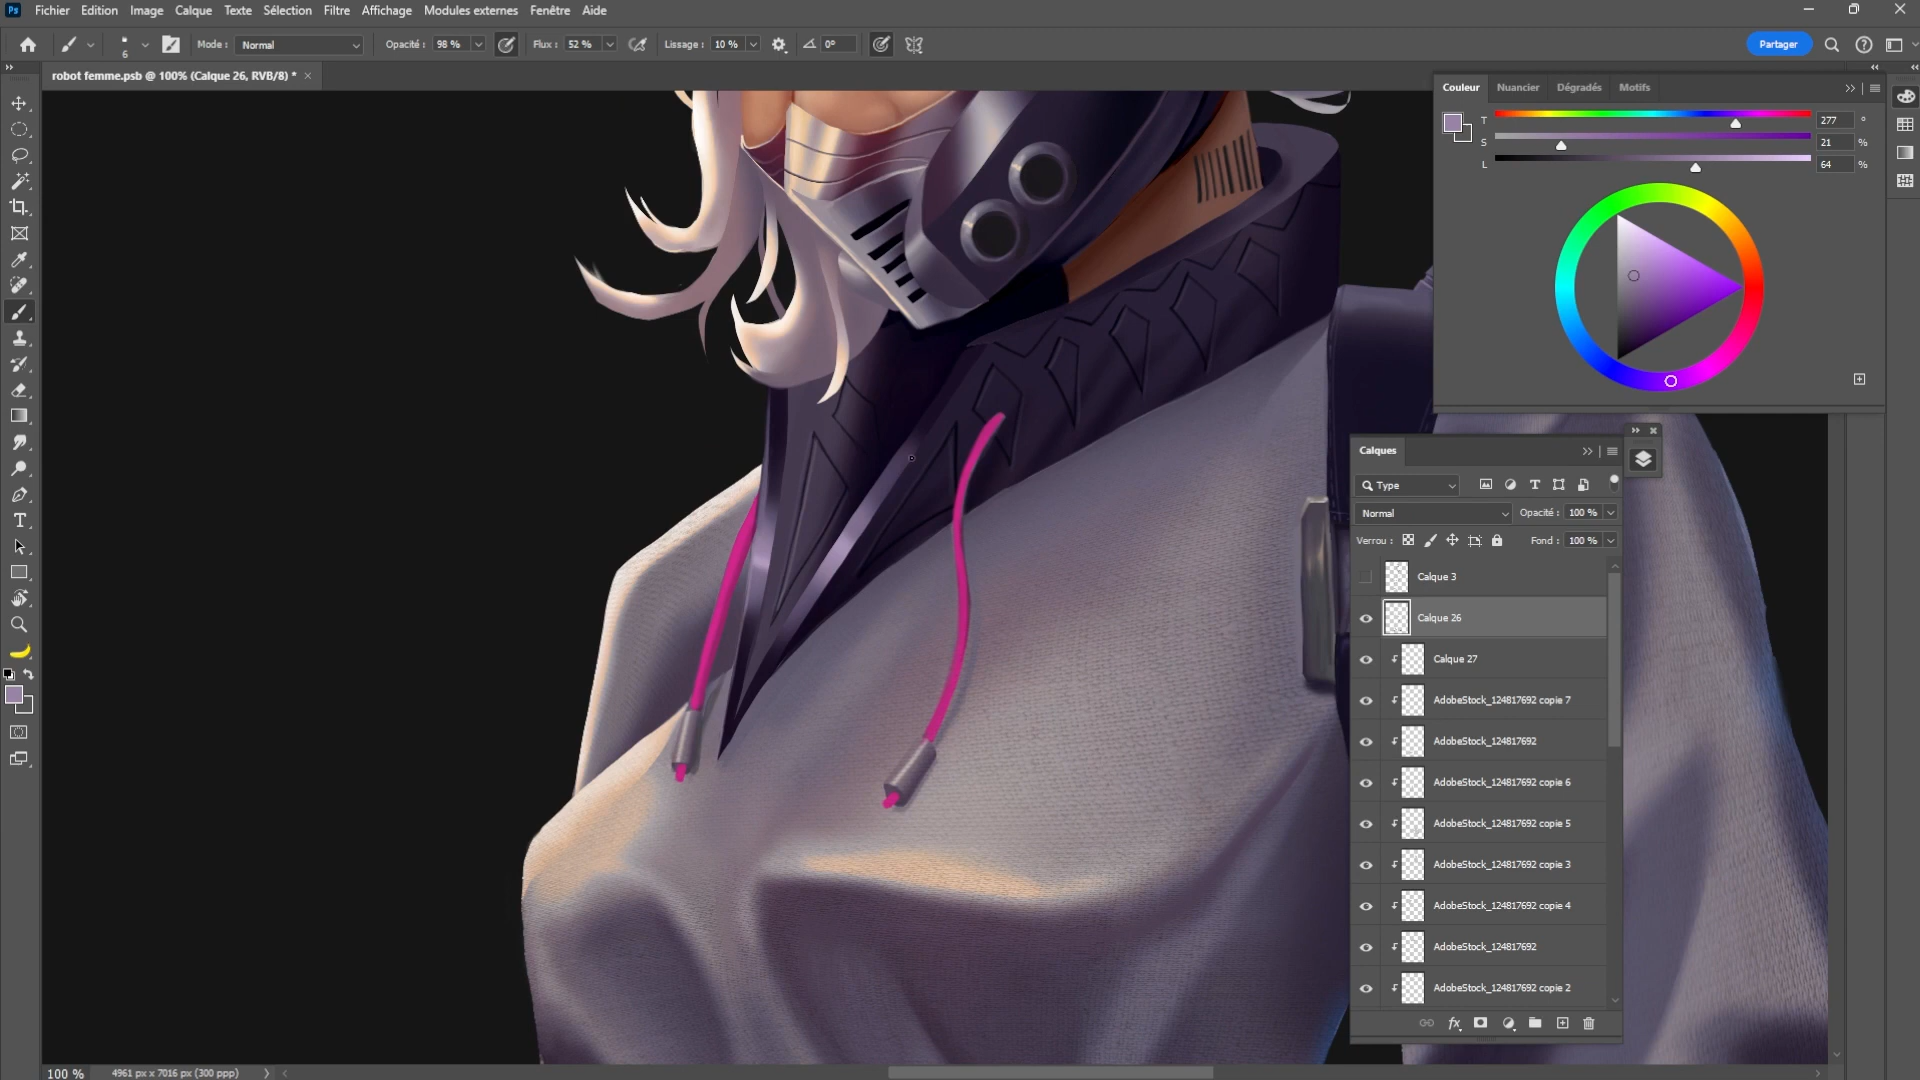 Ps Fichier Edition Image Calque Texte Sélection Filtre Affichage Modules externes Fenêtre Aide
6 Mode : Normal Opacité : 98 % Flux : 52 % Lissage : 10 % 0° Partager
robot femme.psb @ 100% (Calque 26, RVB/8) * ×
Couleur Nuancier Dégradés Motifs
T 277 °
S 21 %
L 64 %
Calques
Type
Normal Opacité : 100 %
Verrou : Fond : 100 %
Calque 3
Calque 26
Calque 27
AdobeStock_124817692 copie 7
AdobeStock_124817692
AdobeStock_124817692 copie 6
AdobeStock_124817692 copie 5
AdobeStock_124817692 copie 3
AdobeStock_124817692 copie 4
AdobeStock_124817692
AdobeStock_124817692 copie 2
fx
100 % 4961 px x 7016 px (300 ppp)